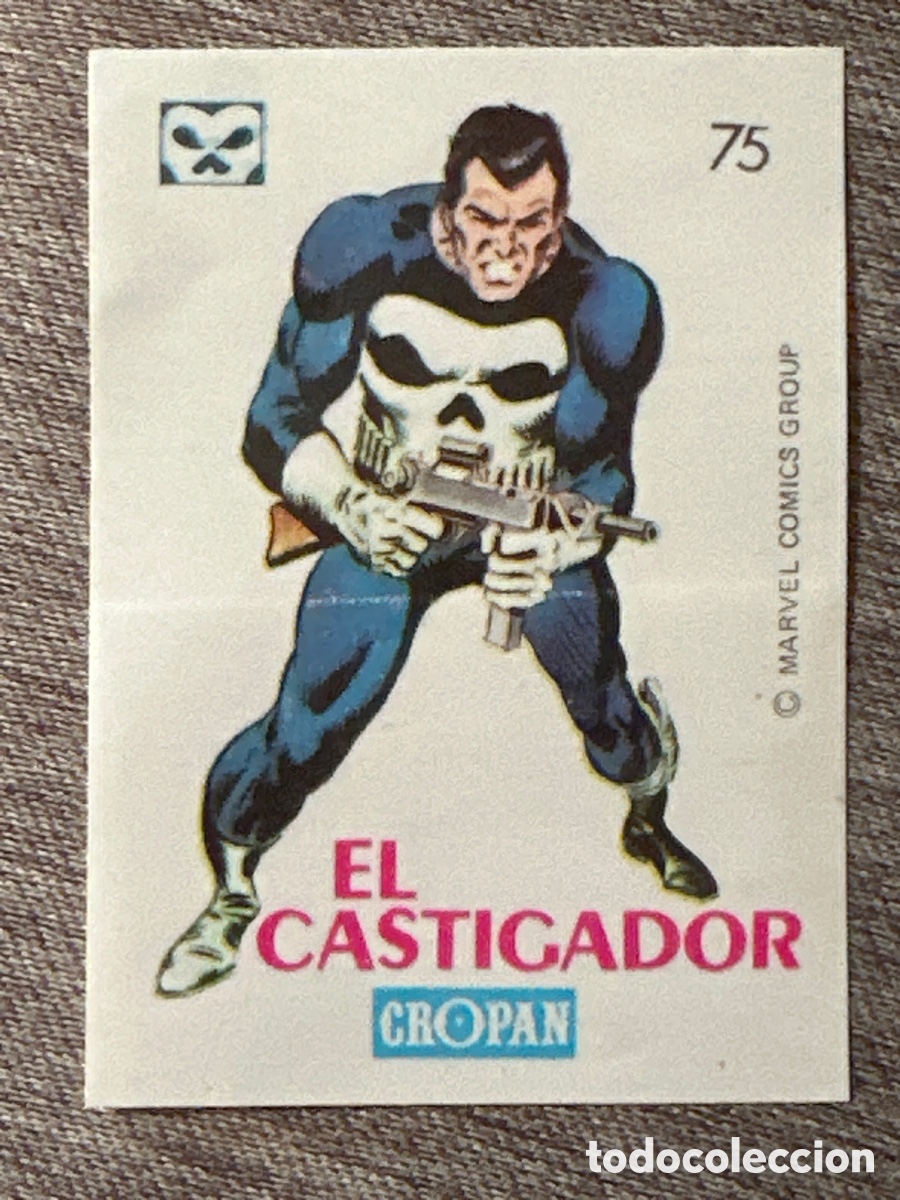 75
© MARVEL COMICS GROUP
EL
CASTIGADOR
CROPAN
todocoleccion